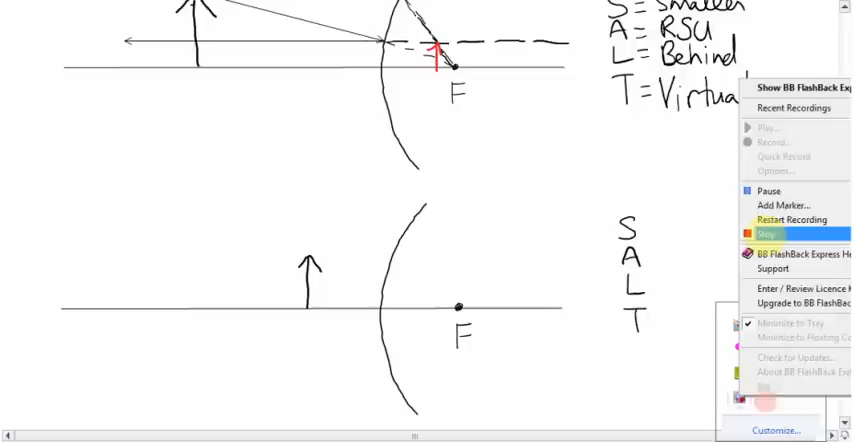 S = Smaller
A = RSU
L = Behind
T = Virtual
F
S
A
L
T
F
Show BB FlashBack Exp
Recent Recordings
Play...
Record...
Quick Record
Options...
Pause
Add Marker...
Restart Recording
Stop
BB FlashBack Express He
Support
Enter / Review Licence K
Upgrade to BB FlashBac
Minimize to Tray
Minimize to Floating Co
Check for Updates...
About BB FlashBack Exp
Customize...